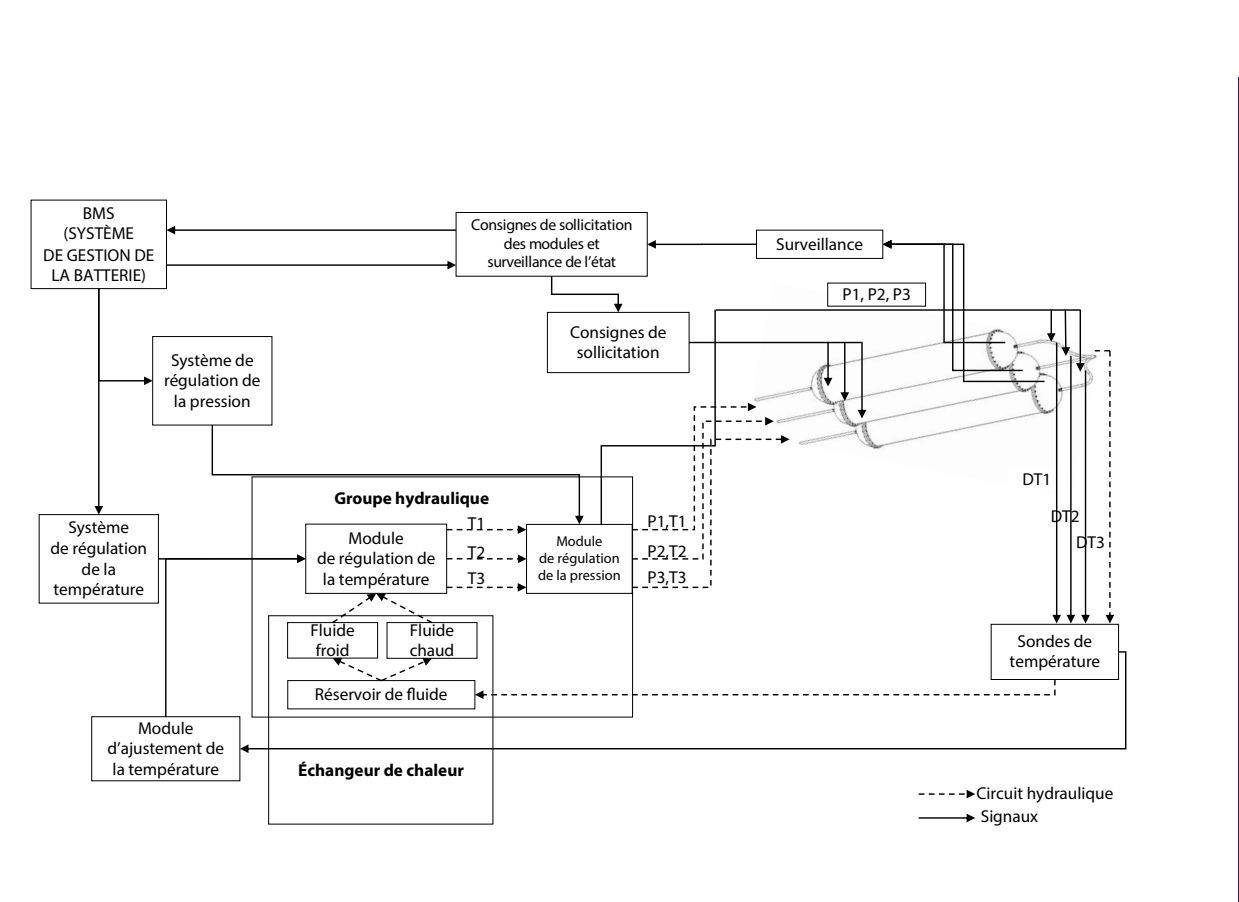 BMS
(SYSTÈME
DE GESTION DE
LA BATTERIE)
Consignes de sollicitation
des modules et
surveillance de l’état
Surveillance
P1, P2, P3
Consignes de
sollicitation
Système de
régulation de
la pression
Groupe hydraulique
Système
de régulation
de la
température
Module
de régulation de
la température
T1
T2
T3
Module
de régulation
de la pression
P1,T1
P2,T2
P3,T3
DT1
DT2
DT3
Fluide
froid
Fluide
chaud
Réservoir de fluide
Sondes de
température
Module
d’ajustement de
la température
Échangeur de chaleur
Circuit hydraulique
Signaux